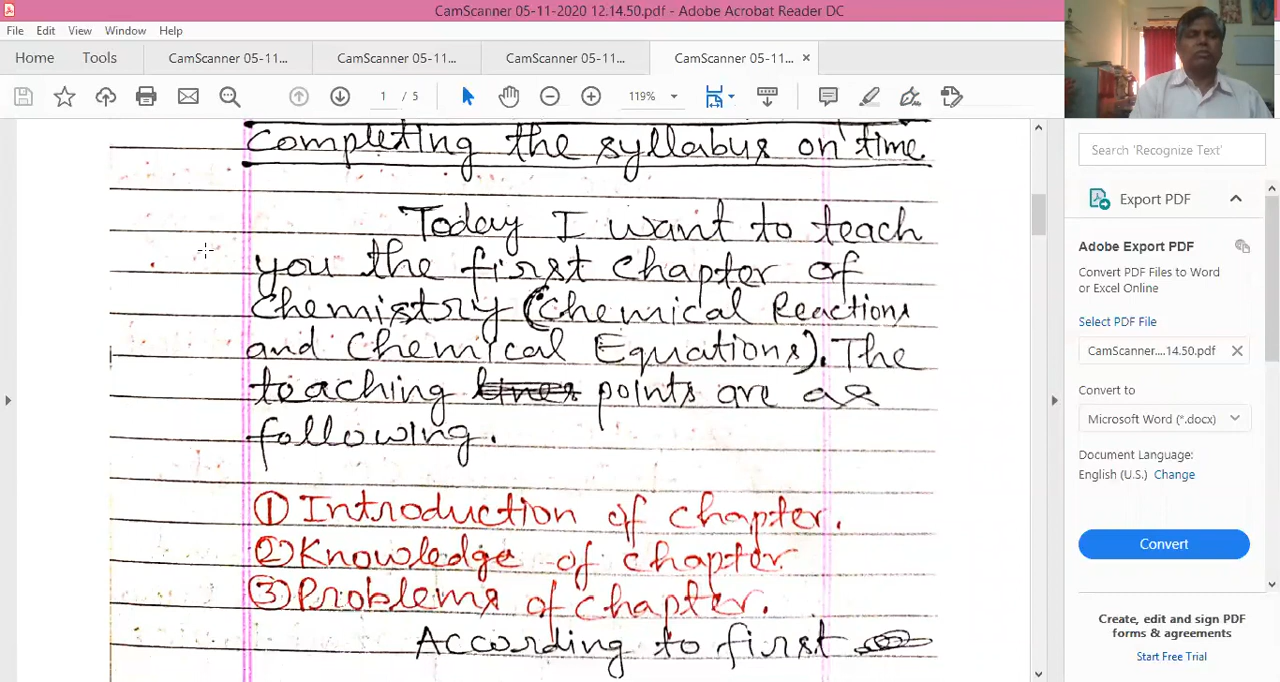 CamScanner 05-11-2020 12.14.50.pdf - Adobe Acrobat Reader DC
File Edit View Window Help
Home Tools CamScanner 05-11... CamScanner 05-11... CamScanner 05-11... CamScanner 05-11... ×
1 / 5 119%
Completing the syllabus on time
Today I want to teach
you the first chapter of
Chemistry (Chemical Reactions
and Chemical Equations). The
teaching points are as
following.
① Introduction of chapter.
② Knowledge of chapter.
③ Problems of chapter.
According to first
Search 'Recognize Text'
Export PDF
Adobe Export PDF
Convert PDF Files to Word
or Excel Online
Select PDF File
CamScanner....14.50.pdf ×
Convert to
Microsoft Word (*.docx)
Document Language:
English (U.S.) Change
Convert
Create, edit and sign PDF
forms & agreements
Start Free Trial